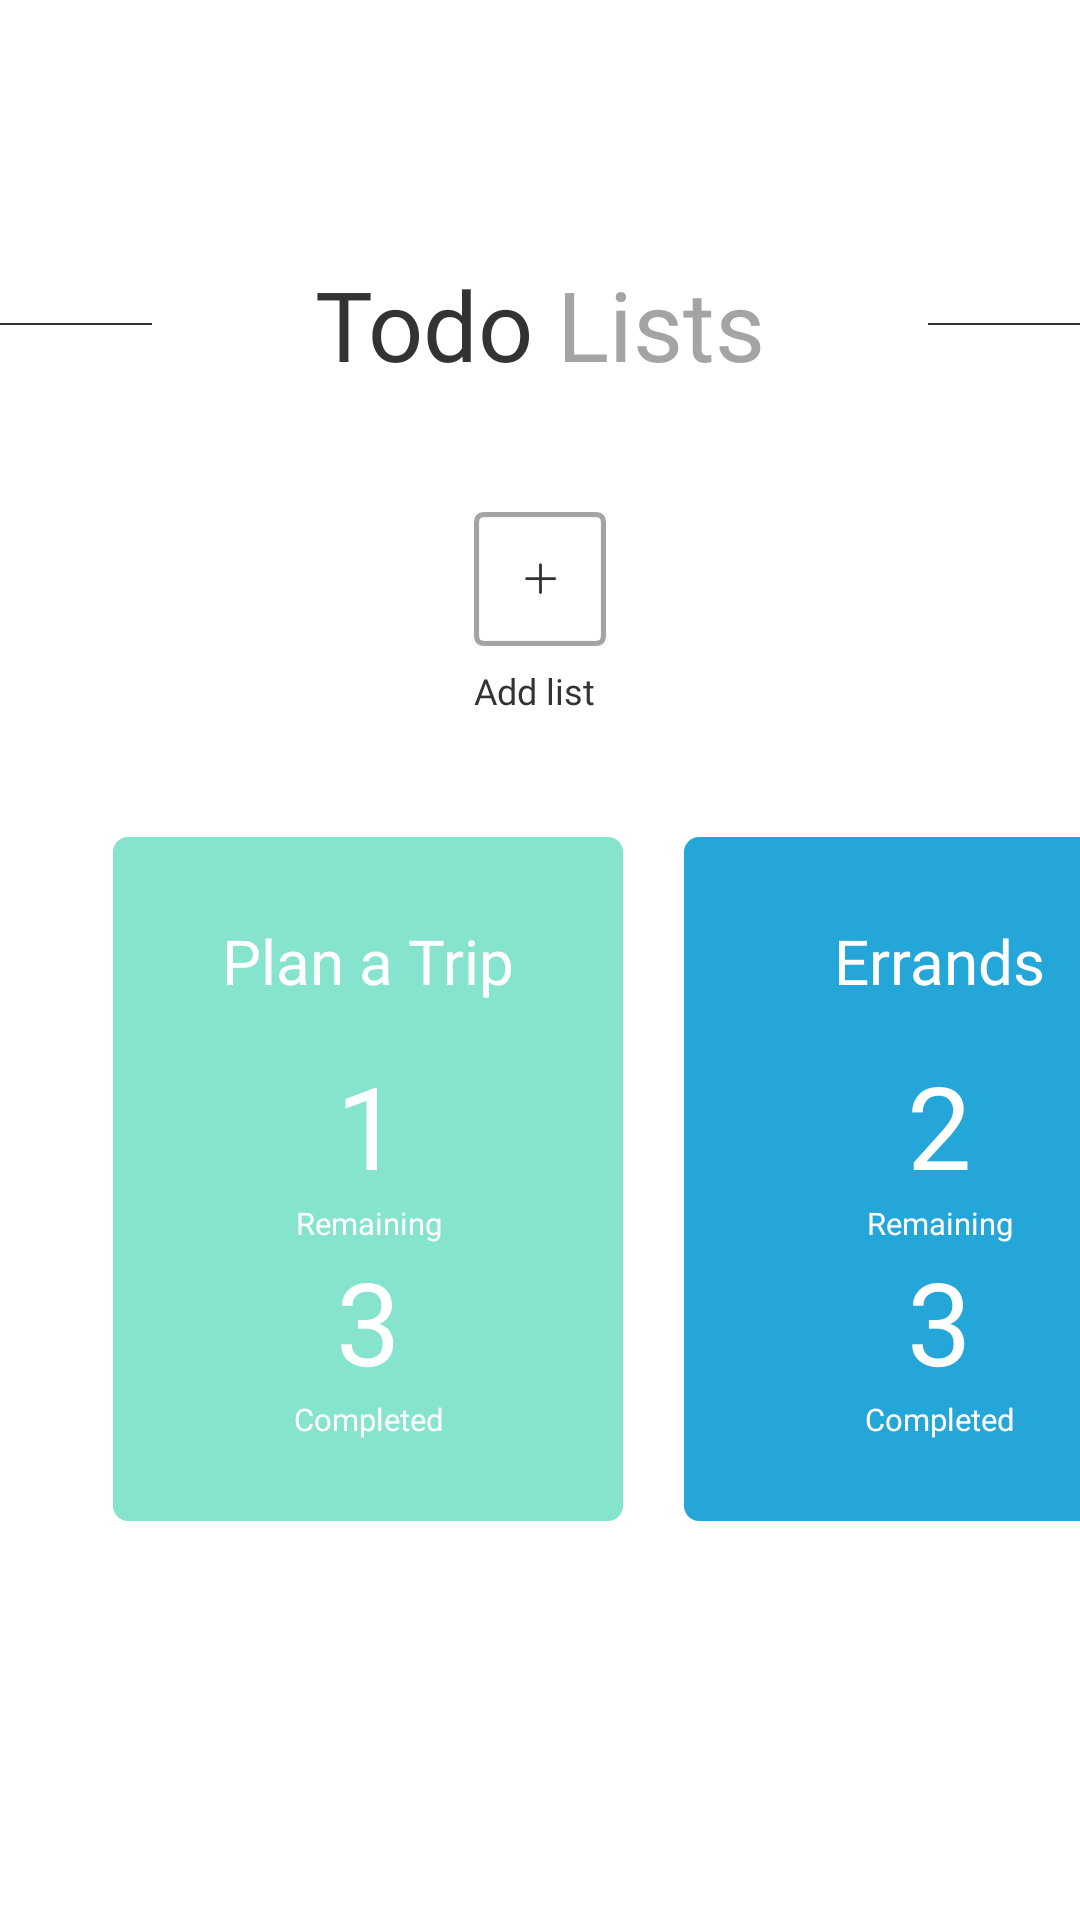 Todo Lists
Add list
Plan a Trip
1
Remaining
3
Completed
Errands
2
Remaining
3
Completed